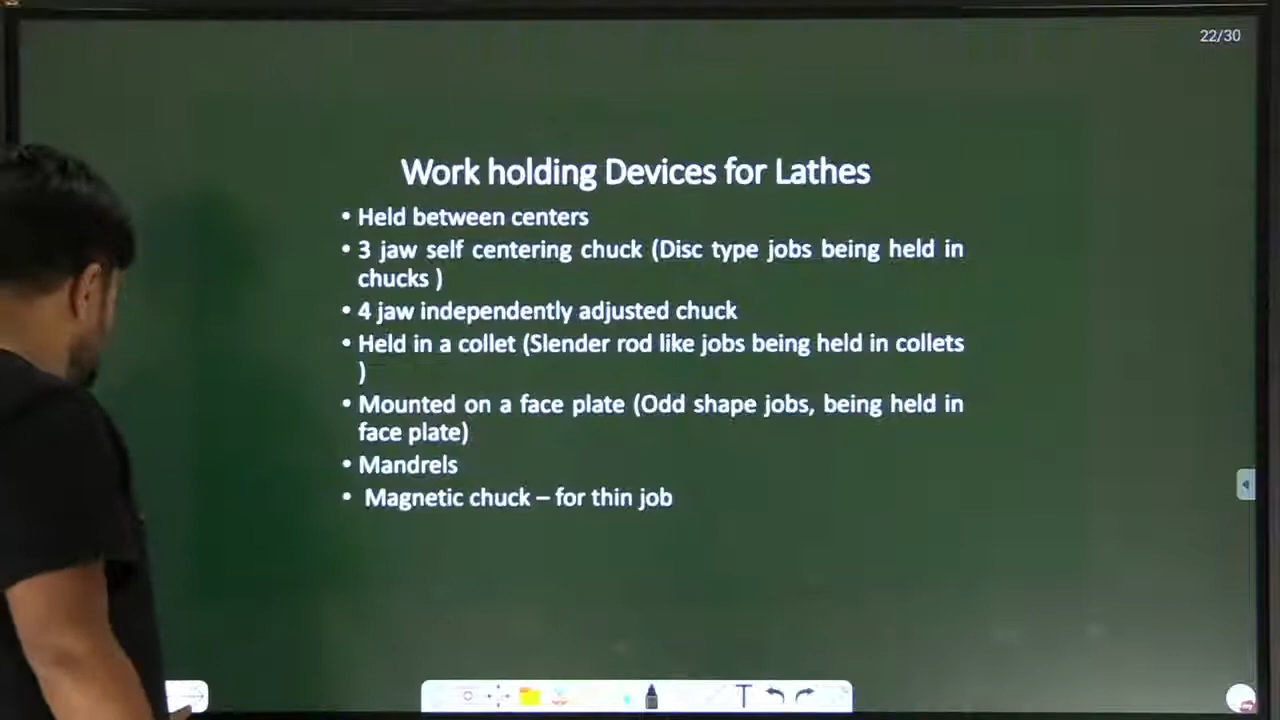 22/30
Work holding Devices for Lathes
• Held between centers
• 3 jaw self centering chuck (Disc type jobs being held in
chucks )
• 4 jaw independently adjusted chuck
• Held in a collet (Slender rod like jobs being held in collets
)
• Mounted on a face plate (Odd shape jobs, being held in
face plate)
• Mandrels
• Magnetic chuck – for thin job
T